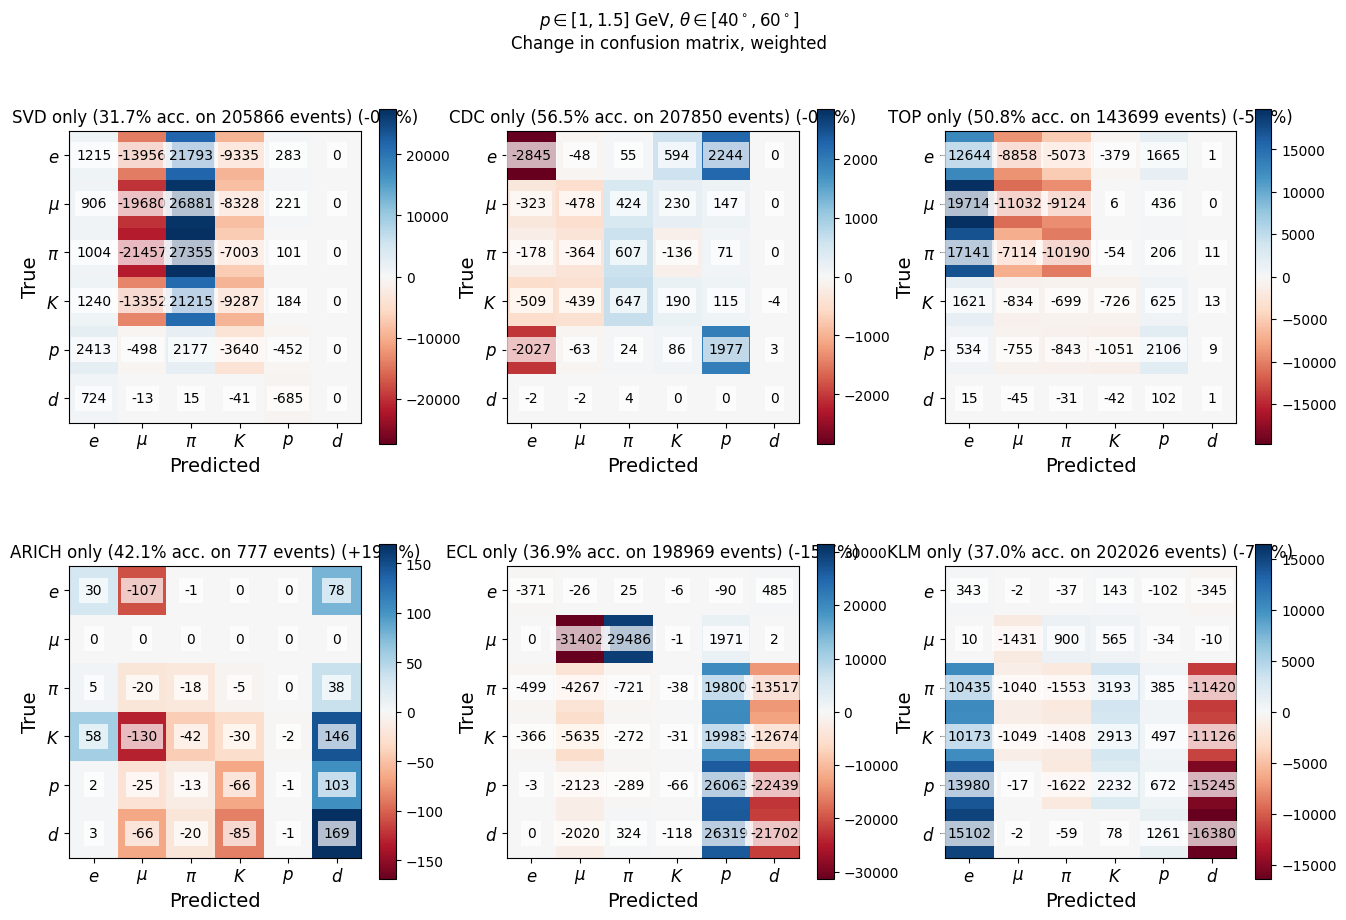 p ∈ [1, 1.5] GeV, θ ∈ [40°, 60°]
Change in confusion matrix, weighted
SVD only (31.7% acc. on 205866 events) (-0
%)
True
e 1215 -13956 21793 -9335 283 0
μ 906 -19680 26881 -8328 221 0
π 1004 -21457 27355 -7003 101 0
K 1240 -13352 21215 -9287 184 0
p 2413 -498 2177 -3640 -452 0
d 724 -13 15 -41 -685 0
e μ π K p d
Predicted
20000
10000
0
−10000
−20000
CDC only (56.5% acc. on 207850 events) (-0
%)
True
e -2845 -48 55 594 2244 0
μ -323 -478 424 230 147 0
π -178 -364 607 -136 71 0
K -509 -439 647 190 115 -4
p -2027 -63 24 86 1977 3
d -2 -2 4 0 0 0
e μ π K p d
Predicted
2000
1000
0
−1000
−2000
TOP only (50.8% acc. on 143699 events) (-5
%)
True
e 12644 -8858 -5073 -379 1665 1
μ 19714 -11032 -9124 6 436 0
π 17141 -7114 -10190 -54 206 11
K 1621 -834 -699 -726 625 13
p 534 -755 -843 -1051 2106 9
d 15 -45 -31 -42 102 1
e μ π K p d
Predicted
15000
10000
5000
0
−5000
−10000
−15000
ARICH only (42.1% acc. on 777 events) (+19
%)
True
e 30 -107 -1 0 0 78
μ 0 0 0 0 0 0
π 5 -20 -18 -5 0 38
K 58 -130 -42 -30 -2 146
p 2 -25 -13 -66 -1 103
d 3 -66 -20 -85 -1 169
e μ π K p d
Predicted
150
100
50
0
−50
−100
−150
ECL only (36.9% acc. on 198969 events) (-15
%)
True
e -371 -26 25 -6 -90 485
μ 0 -31402 29486 -1 1971 2
π -499 -4267 -721 -38 19800 -13517
K -366 -5635 -272 -31 19983 -12674
p -3 -2123 -289 -66 26063 -22439
d 0 -2020 324 -118 26319 -21702
e μ π K p d
Predicted
30000
20000
10000
0
−10000
−20000
−30000
KLM only (37.0% acc. on 202026 events) (-7
%)
True
e 343 -2 -37 143 -102 -345
μ 10 -1431 900 565 -34 -10
π 10435 -1040 -1553 3193 385 -11420
K 10173 -1049 -1408 2913 497 -11126
p 13980 -17 -1622 2232 672 -15245
d 15102 -2 -59 78 1261 -16380
e μ π K p d
Predicted
15000
10000
5000
0
−5000
−10000
−15000